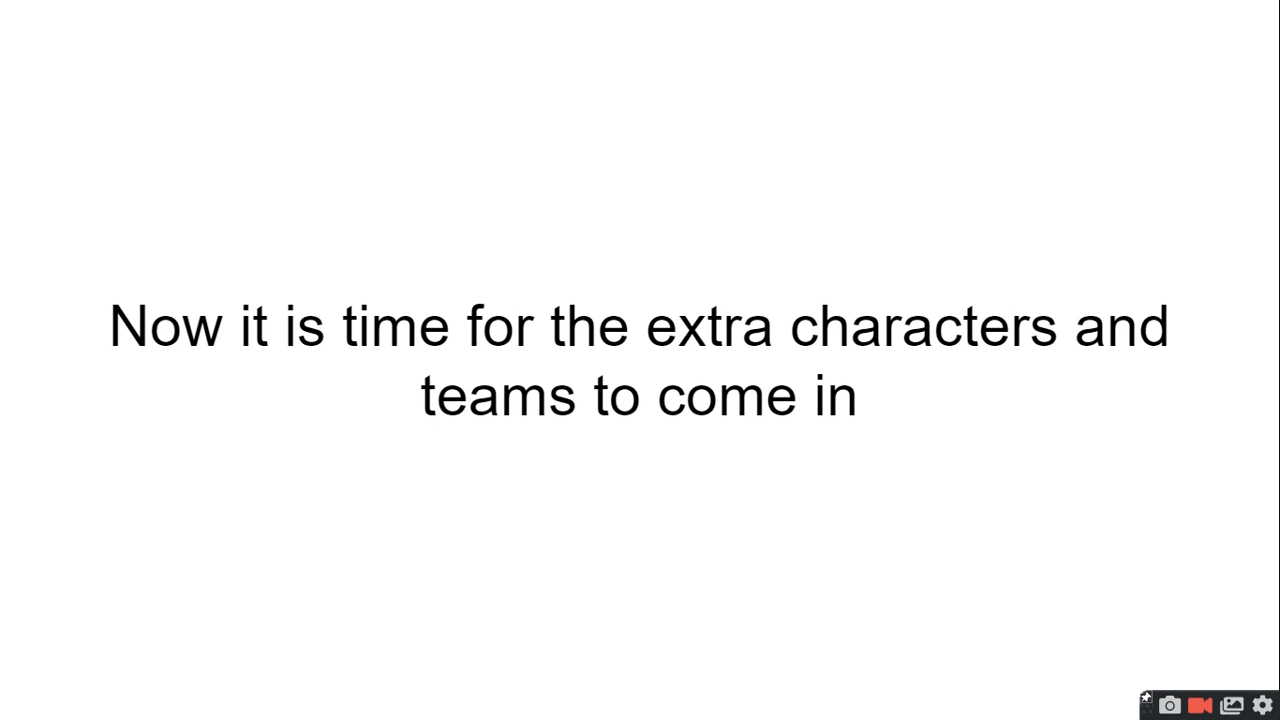 Now it is time for the extra characters and
teams to come in